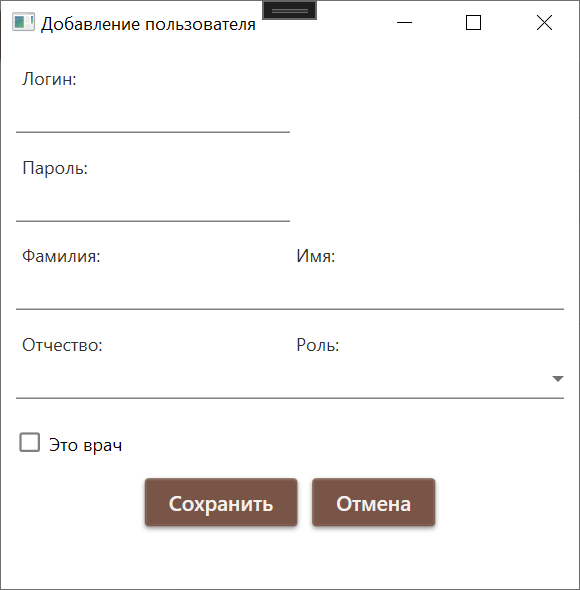 Добавление пользователя
Логин:
Пароль:
Фамилия: Имя:
Отчество: Роль:
Это врач
Сохранить Отмена